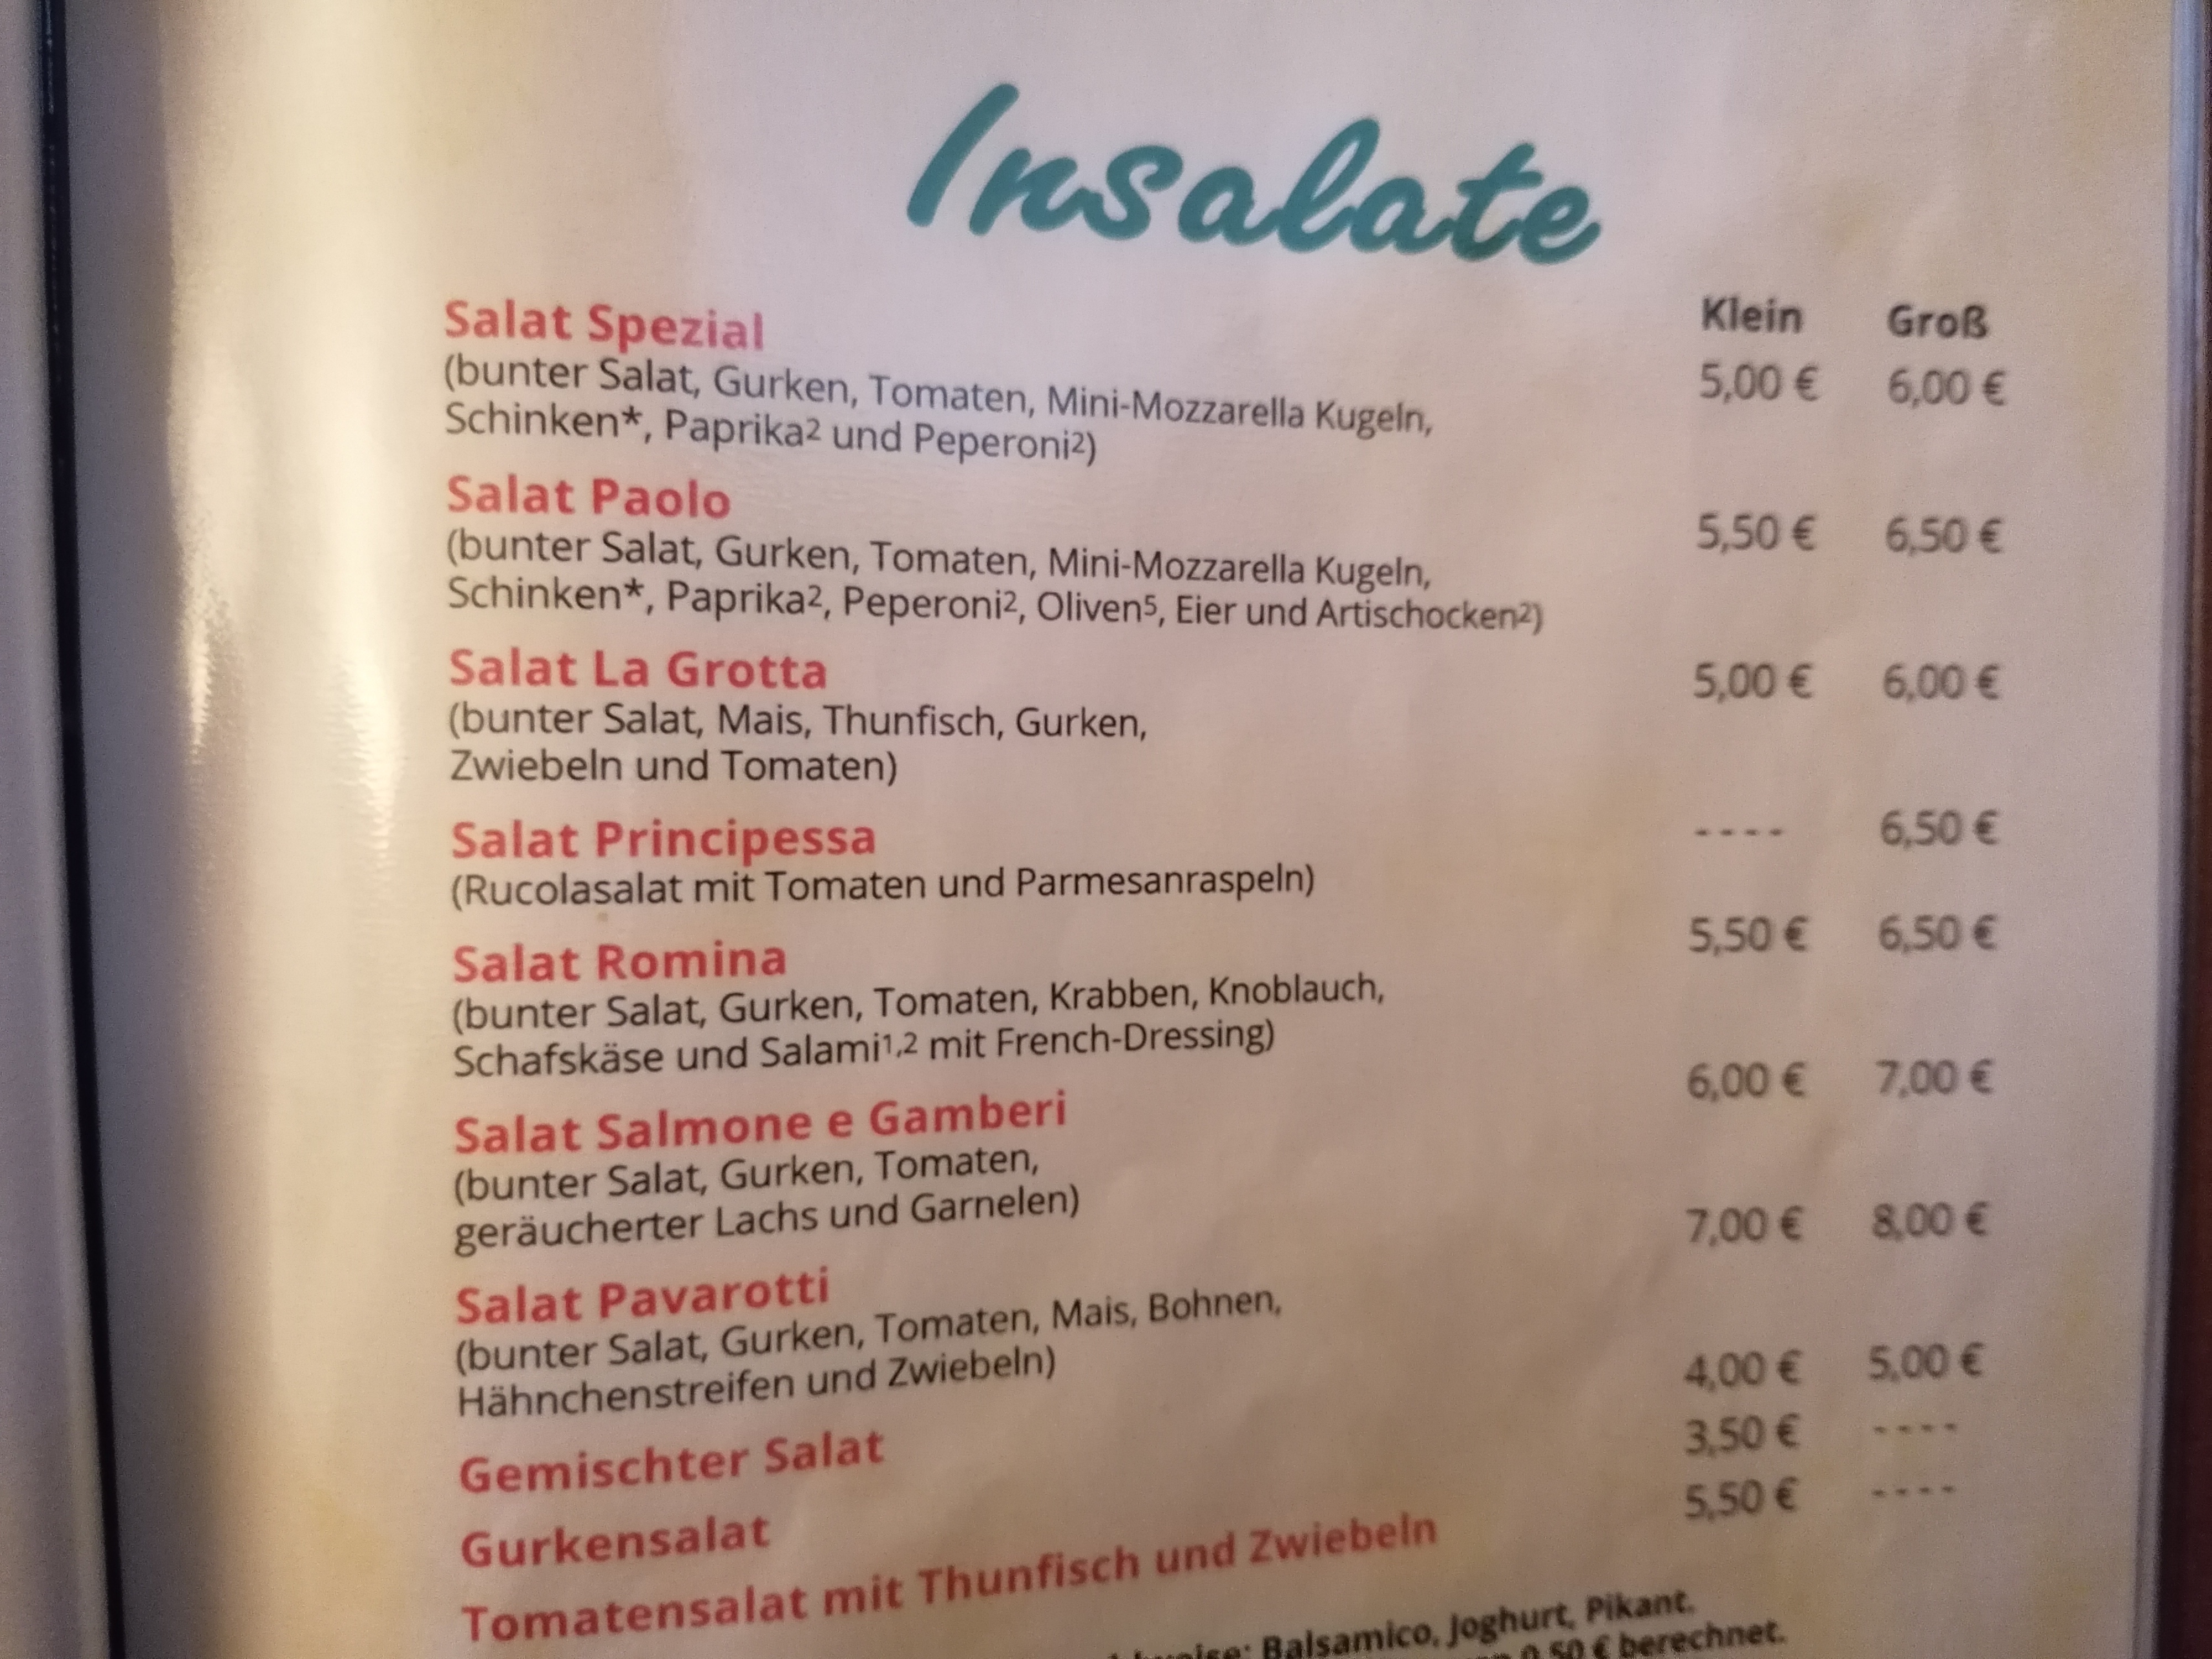 Insalate
Klein Groß
Salat Spezial 5,00 € 6,00 €
(bunter Salat, Gurken, Tomaten, Mini-Mozzarella Kugeln,
Schinken*, Paprika² und Peperoni²)
Salat Paolo 5,50 € 6,50 €
(bunter Salat, Gurken, Tomaten, Mini-Mozzarella Kugeln,
Schinken*, Paprika², Peperoni², Oliven⁵, Eier und Artischocken²)
Salat La Grotta 5,00 € 6,00 €
(bunter Salat, Mais, Thunfisch, Gurken,
Zwiebeln und Tomaten)
Salat Principessa ---- 6,50 €
(Rucolasalat mit Tomaten und Parmesanraspeln)
Salat Romina 5,50 € 6,50 €
(bunter Salat, Gurken, Tomaten, Krabben, Knoblauch,
Schafskäse und Salami¹,² mit French-Dressing)
Salat Salmone e Gamberi 6,00 € 7,00 €
(bunter Salat, Gurken, Tomaten,
geräucherter Lachs und Garnelen)
Salat Pavarotti 7,00 € 8,00 €
(bunter Salat, Gurken, Tomaten, Mais, Bohnen,
Hähnchenstreifen und Zwiebeln)
Gemischter Salat 4,00 € 5,00 €
Gurkensalat 3,50 € ----
Tomatensalat mit Thunfisch und Zwiebeln 5,50 € ----
Balsamico, Joghurt, Pikant.
0,50 € berechnet.